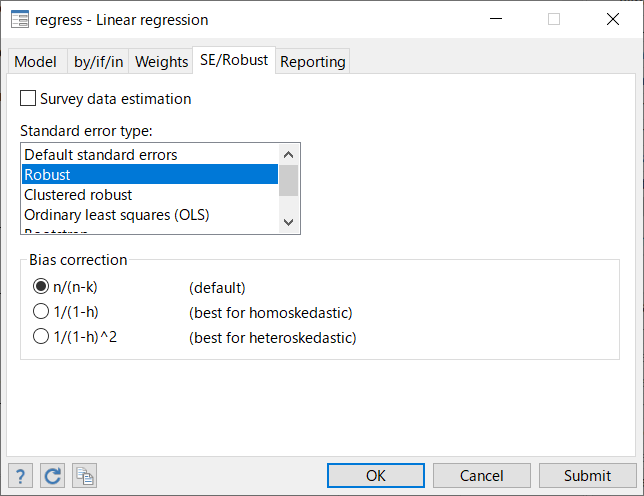 regress - Linear regression
Model by/if/in Weights SE/Robust Reporting
Survey data estimation
Standard error type:
Default standard errors
Robust
Clustered robust
Ordinary least squares (OLS)
Bias correction
n/(n-k) (default)
1/(1-h) (best for homoskedastic)
1/(1-h)^2 (best for heteroskedastic)
? OK Cancel Submit